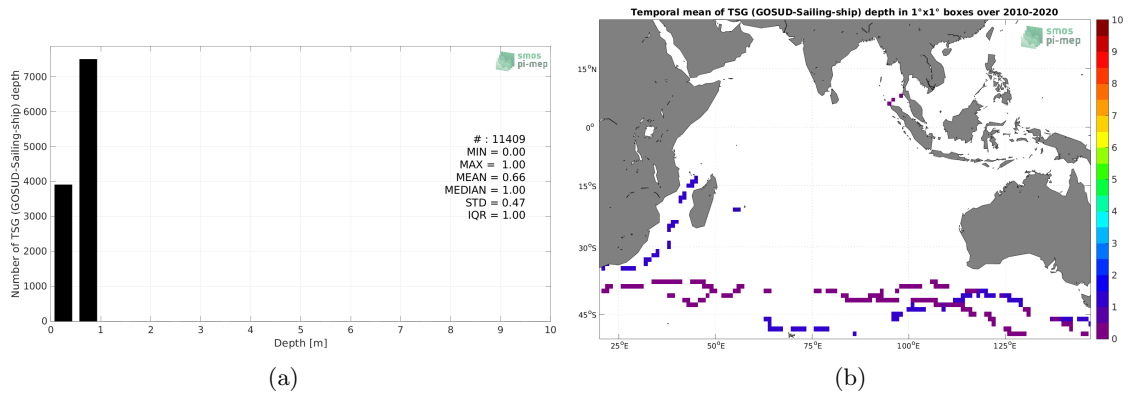 Number of TSG (GOSUD-Sailing-ship) depth
7000
6000
5000
4000
3000
2000
1000
0
0 1 2 3 4 5 6 7 8 9 10
Depth [m]
smos
pi-mep
# : 11409
MIN = 0.00
MAX = 1.00
MEAN = 0.66
MEDIAN = 1.00
STD = 0.47
IQR = 1.00
(a)
Temporal mean of TSG (GOSUD-Sailing-ship) depth in 1°x1° boxes over 2010-2020
smos
pi-mep
15°N
0°
15°S
30°S
45°S
25°E 50°E 75°E 100°E 125°E
10
9
8
7
6
5
4
3
2
1
0
(b)